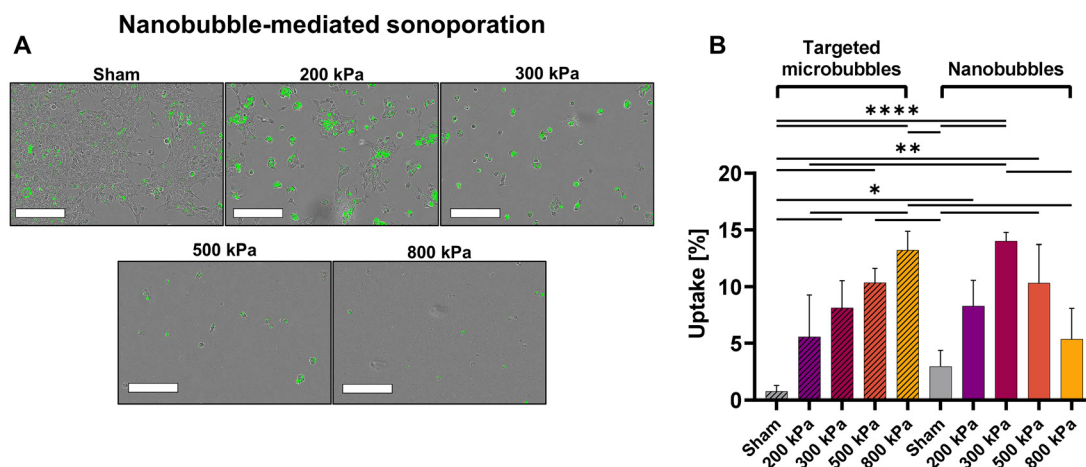 Nanobubble-mediated sonoporation
A
Sham
200 kPa
300 kPa
500 kPa
800 kPa
B
Targeted
microbubbles
Nanobubbles
****
**
*
Uptake [%]
20
15
10
5
0
Sham
200 kPa
300 kPa
500 kPa
800 kPa
Sham
200 kPa
300 kPa
500 kPa
800 kPa